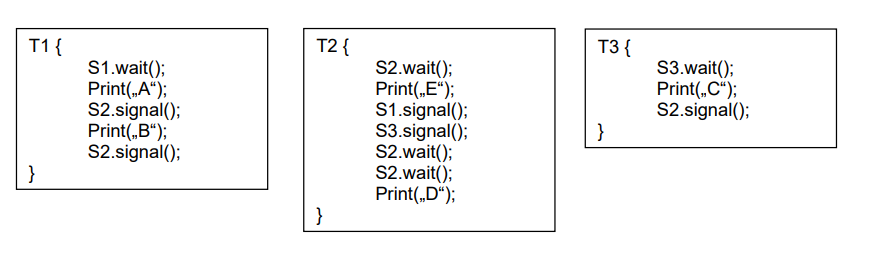 T1 {
S1.wait();
Print(„A“);
S2.signal();
Print(„B“);
S2.signal();
}
T2 {
S2.wait();
Print(„E“);
S1.signal();
S3.signal();
S2.wait();
S2.wait();
Print(„D“);
}
T3 {
S3.wait();
Print(„C“);
S2.signal();
}